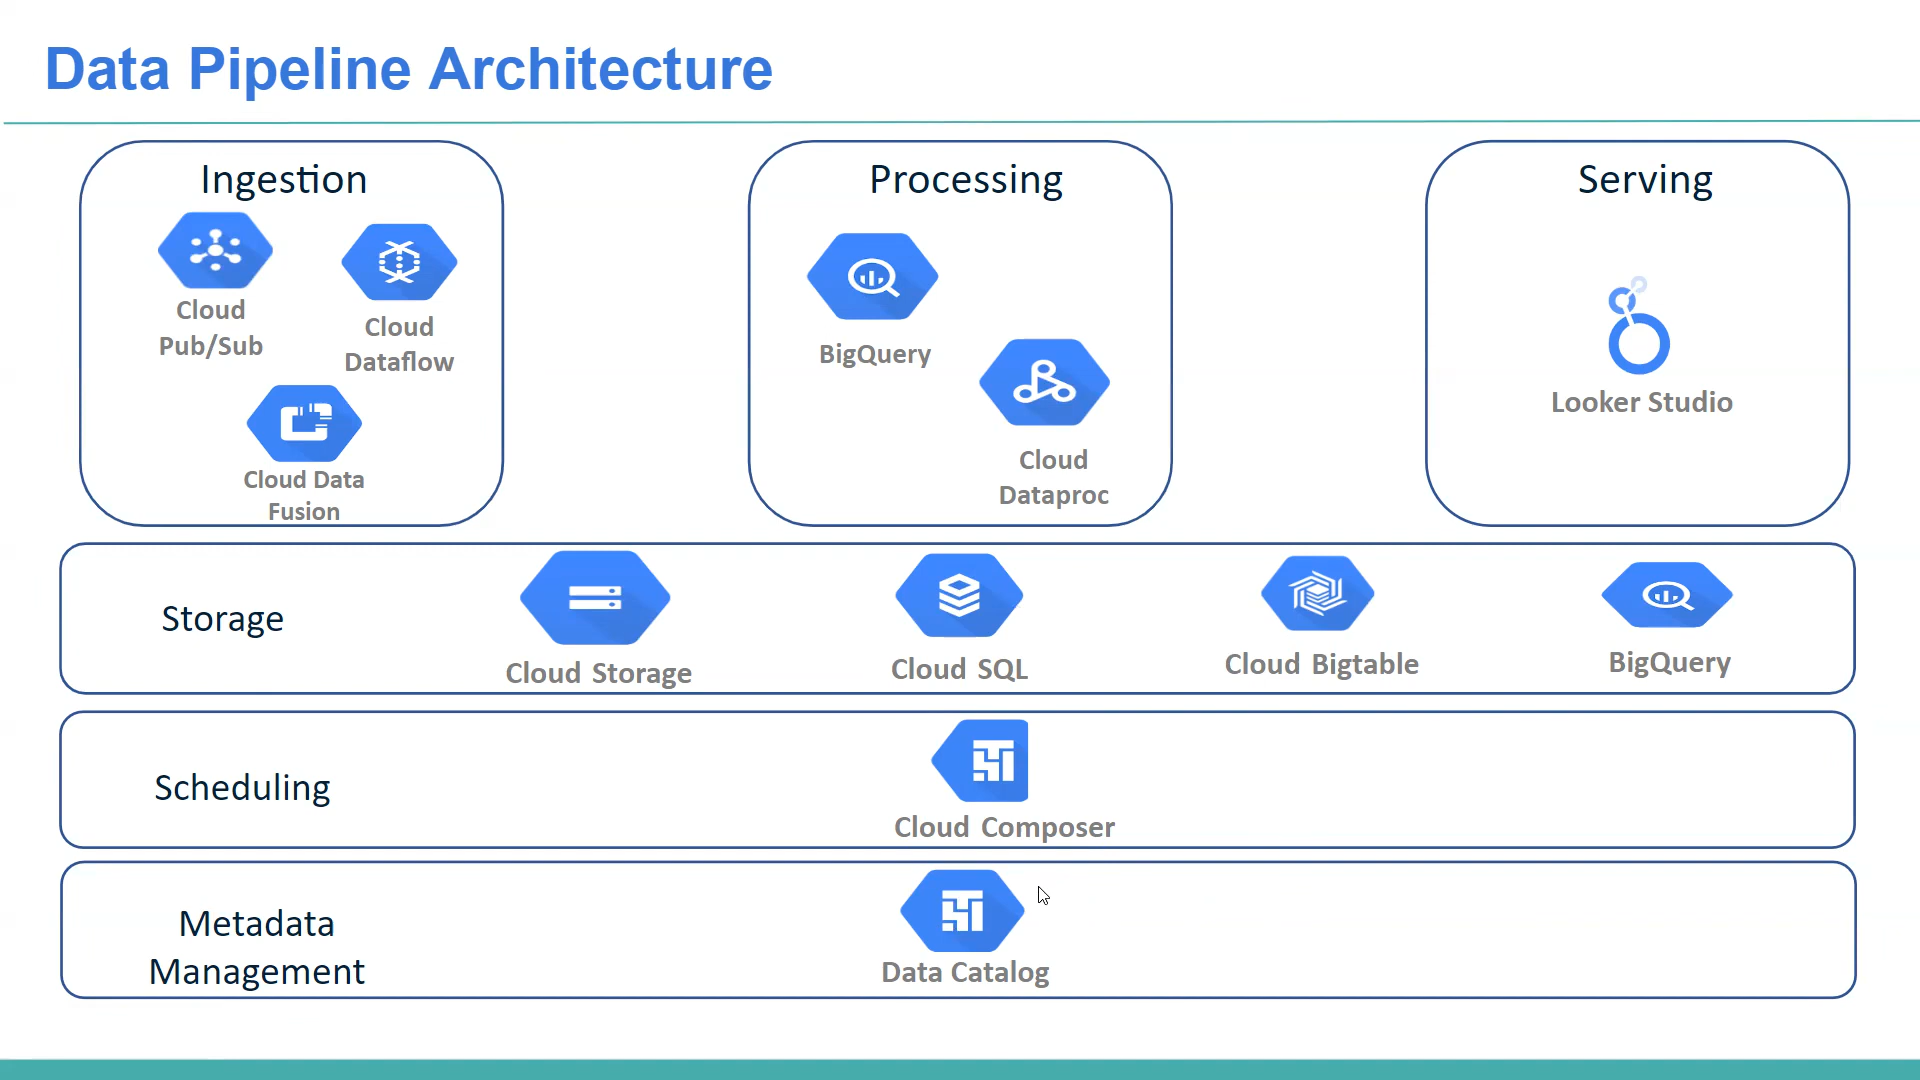 Data Pipeline Architecture
Ingestion
Cloud
Pub/Sub
Cloud
Dataflow
Cloud Data
Fusion
Processing
BigQuery
Cloud
Dataproc
Serving
Looker Studio
Storage
Cloud Storage
Cloud SQL
Cloud Bigtable
BigQuery
Scheduling
Cloud Composer
Metadata
Management
Data Catalog